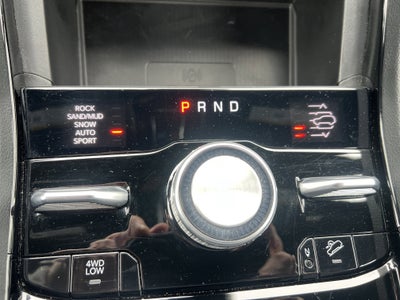 P R N D
ROCK
SAND/MUD
SNOW
AUTO
SPORT
4WD
LOW